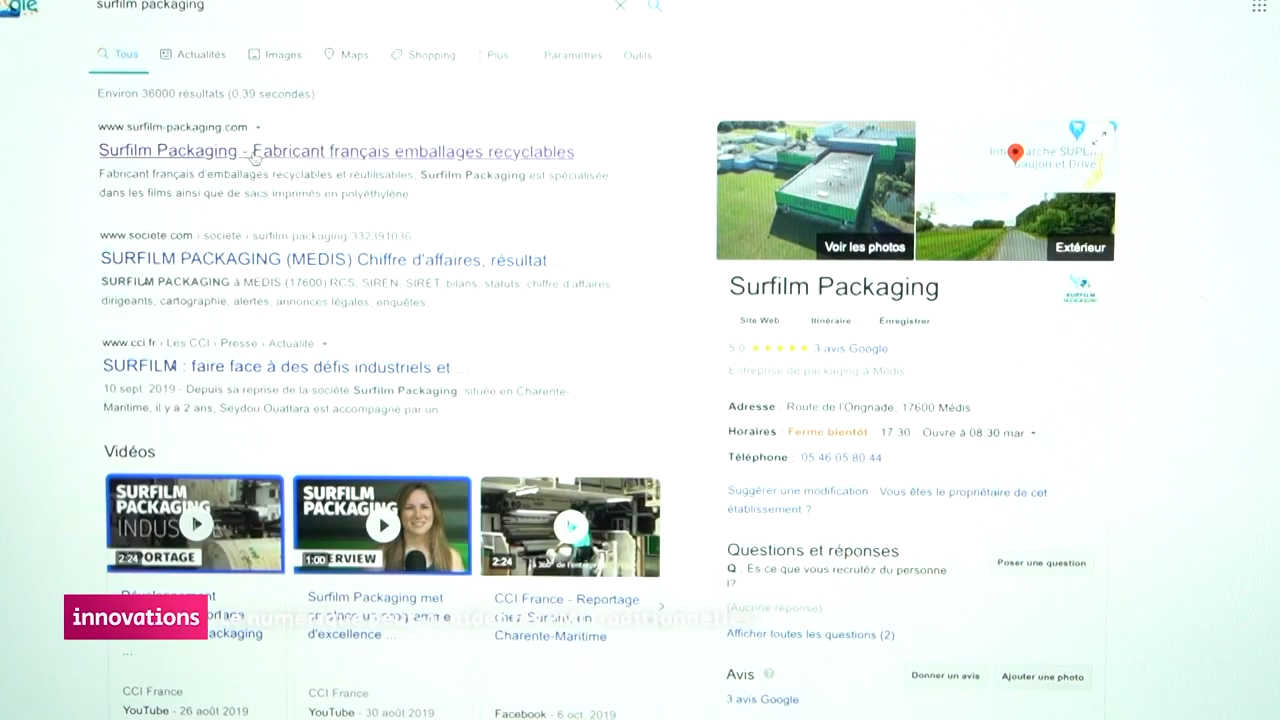 surfilm packaging
Tous
Actualités
Images
Maps
Shopping
Plus
Paramètres
Outils
Environ 36000 résultats (0,39 secondes)
www.surfilm-packaging.com
Surfilm Packaging - Fabricant français emballages recyclables
Fabricant français d'emballages recyclables et réutilisables, Surfilm Packaging est spécialisée
dans les films ainsi que de sacs imprimés en polyéthylène
www.societe.com › societe › surfilm-packaging 332391036
SURFILM PACKAGING (MEDIS) Chiffre d'affaires, résultat ...
SURFILM PACKAGING à MEDIS (17600) RCS, SIREN, SIRET, bilans, statuts, chiffre d'affaires
dirigeants, cartographie, alertes, annonces légales, enquêtes,
www.cci.fr › Les CCI › Presse › Actualité
SURFILM : faire face à des défis industriels et ...
10 sept. 2019 - Depuis sa reprise de la société Surfilm Packaging, située en Charente-
Maritime, il y a 2 ans, Seydou Ouattara est accompagné par un
Vidéos
SURFILM
PACKAGING
2:24
SURFILM
PACKAGING
1:00
2:24
Surfilm Packaging met
d'excellence ...
CCI France - Reportage
Charente-Maritime
ackaging
...
innovations
CCI France
YouTube - 26 août 2019
CCI France
YouTube - 30 août 2019
Facebook - 6 oct. 2019
Voir les photos
Extérieur
Surfilm Packaging
SURFILM
Site Web
Itinéraire
Enregistrer
5,0
3 avis Google
Entreprise de packaging à Médis
Adresse : Route de l'Ongnade, 17600 Médis
Horaires : Ferme bientôt 17:30 Ouvre à 08:30 mar
Téléphone : 05 46 05 80 44
Suggérer une modification Vous êtes le propriétaire de cet
établissement ?
Questions et réponses
Q : Es ce que vous recrutéz du personne
l?
Poser une question
(Aucune réponse)
Afficher toutes les questions (2)
Avis
Donner un avis
Ajouter une photo
3 avis Google